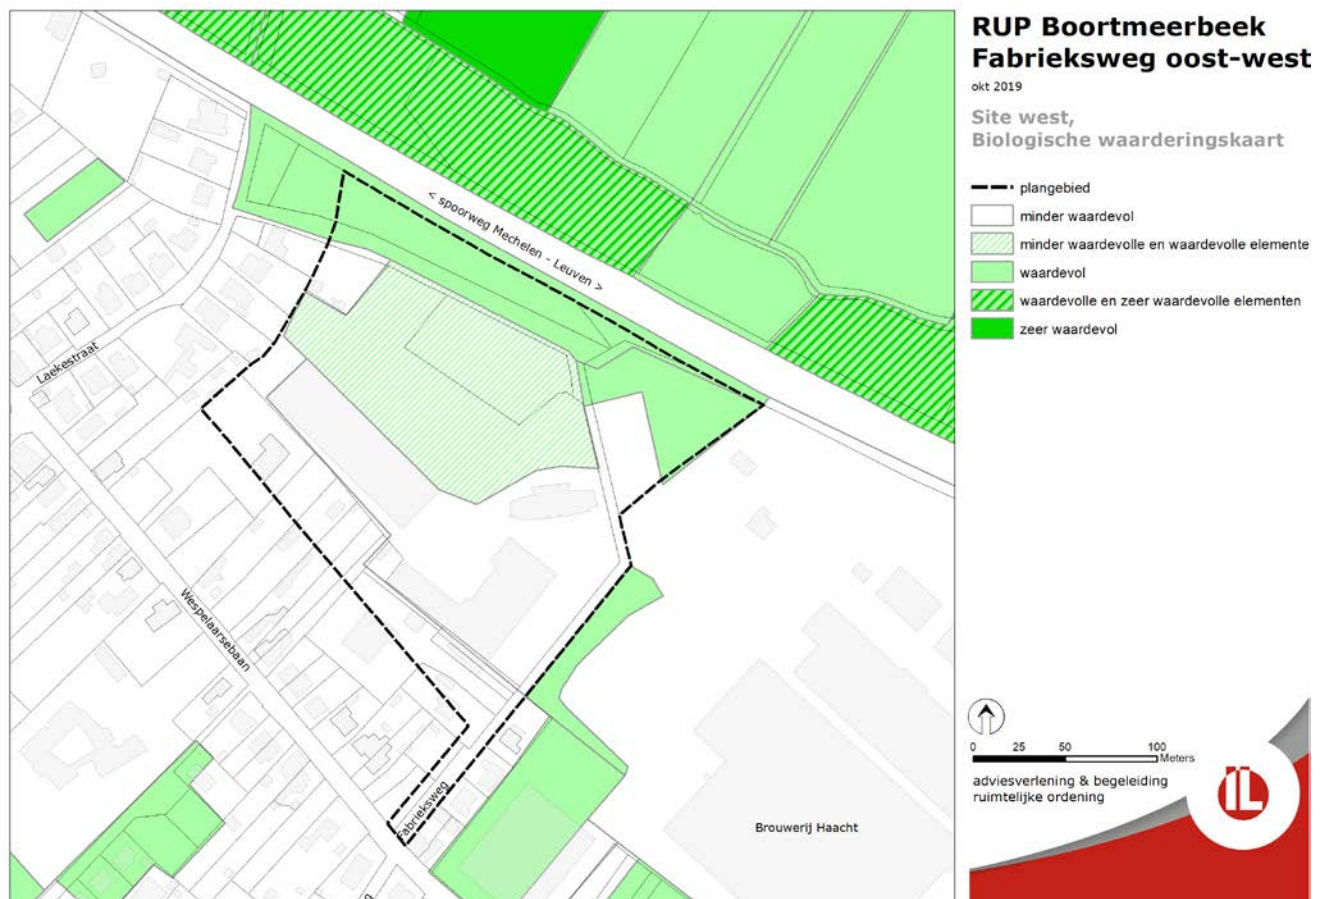 RUP Boortmeerbeek
Fabrieksweg oost-west
okt 2019
Site west,
Biologische waarderingskaart
plangebied
minder waardevol
minder waardevolle en waardevolle elemente
waardevol
waardevolle en zeer waardevolle elementen
zeer waardevol
< spoorweg Mechelen - Leuven >
Laekestraat
Wespelaarsebaan
Fabrieksweg
Brouwerij Haacht
0 25 50 100
Meters
adviesverlening & begeleiding
ruimtelijke ordening
IL